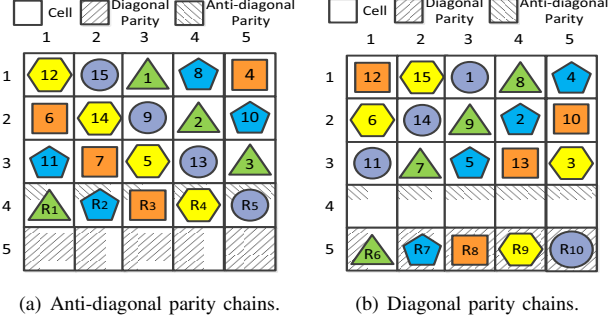 Cell Diagonal Parity Anti-diagonal Parity
1 2 3 4 5
1 12 15 1 8 4
2 6 14 9 2 10
3 11 7 5 13 3
4 R1 R2 R3 R4 R5
5
(a) Anti-diagonal parity chains.
Cell Diagonal Parity Anti-diagonal Parity
1 2 3 4 5
1 12 15 1 8 4
2 6 14 9 2 10
3 11 7 5 13 3
4
5 R6 R7 R8 R9 R10
(b) Diagonal parity chains.